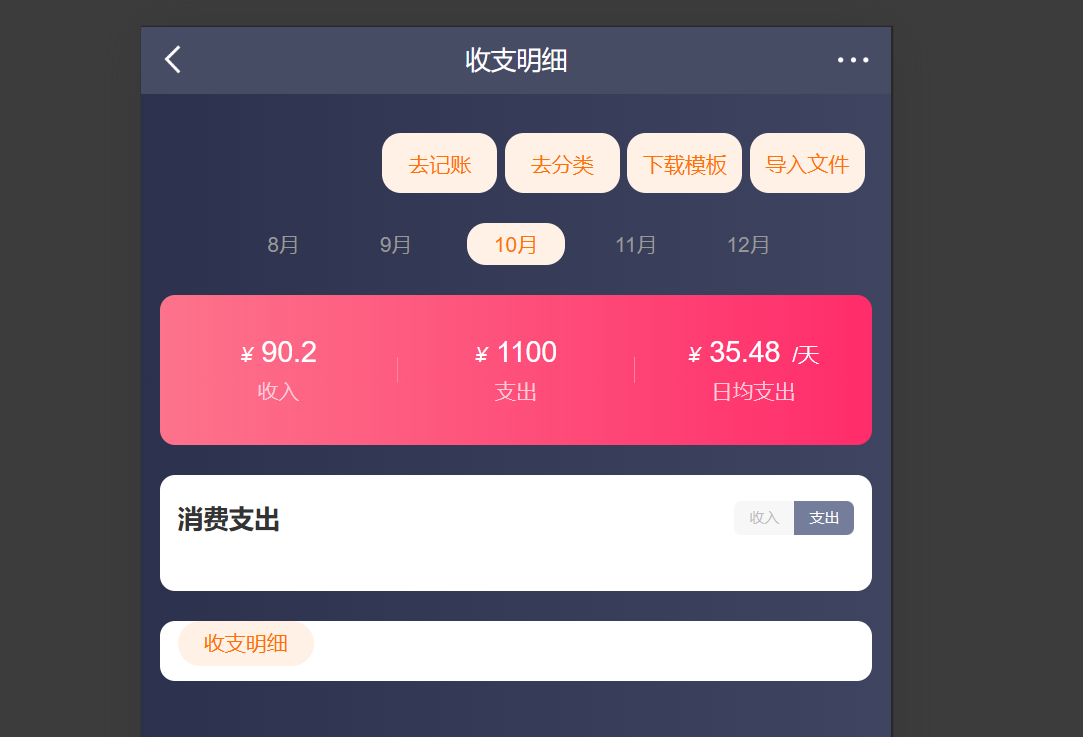 收支明细
去记账 去分类 下载模板 导入文件
8月 9月 10月 11月 12月
¥ 90.2 ¥ 1100 ¥ 35.48 /天
收入 支出 日均支出
消费支出 收入 支出
收支明细